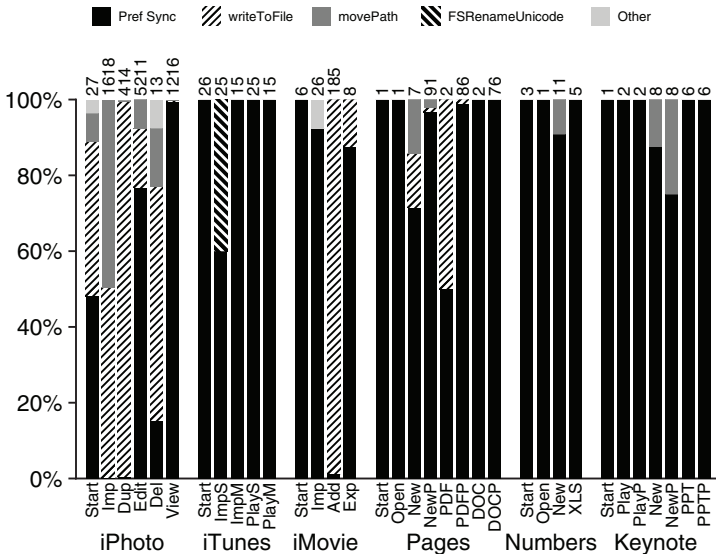 Pref Sync writeToFile movePath FSRenameUnicode Other
27 1618 414 5211 13 1216 26 25 15 25 15 6 26 185 8 1 1 7 91 2 86 2 76 3 1 11 5 1 2 2 8 8 6 6
100%
80%
60%
40%
20%
0%
Start Imp Dup Edit Del View Start ImpS ImpM PlayS PlayM Start Imp Add Exp Start Open New NewP PDF PDFP DOC DOCP Start Open New XLS Start Play PlayP New NewP PPT PPTP
iPhoto iTunes iMovie Pages Numbers Keynote